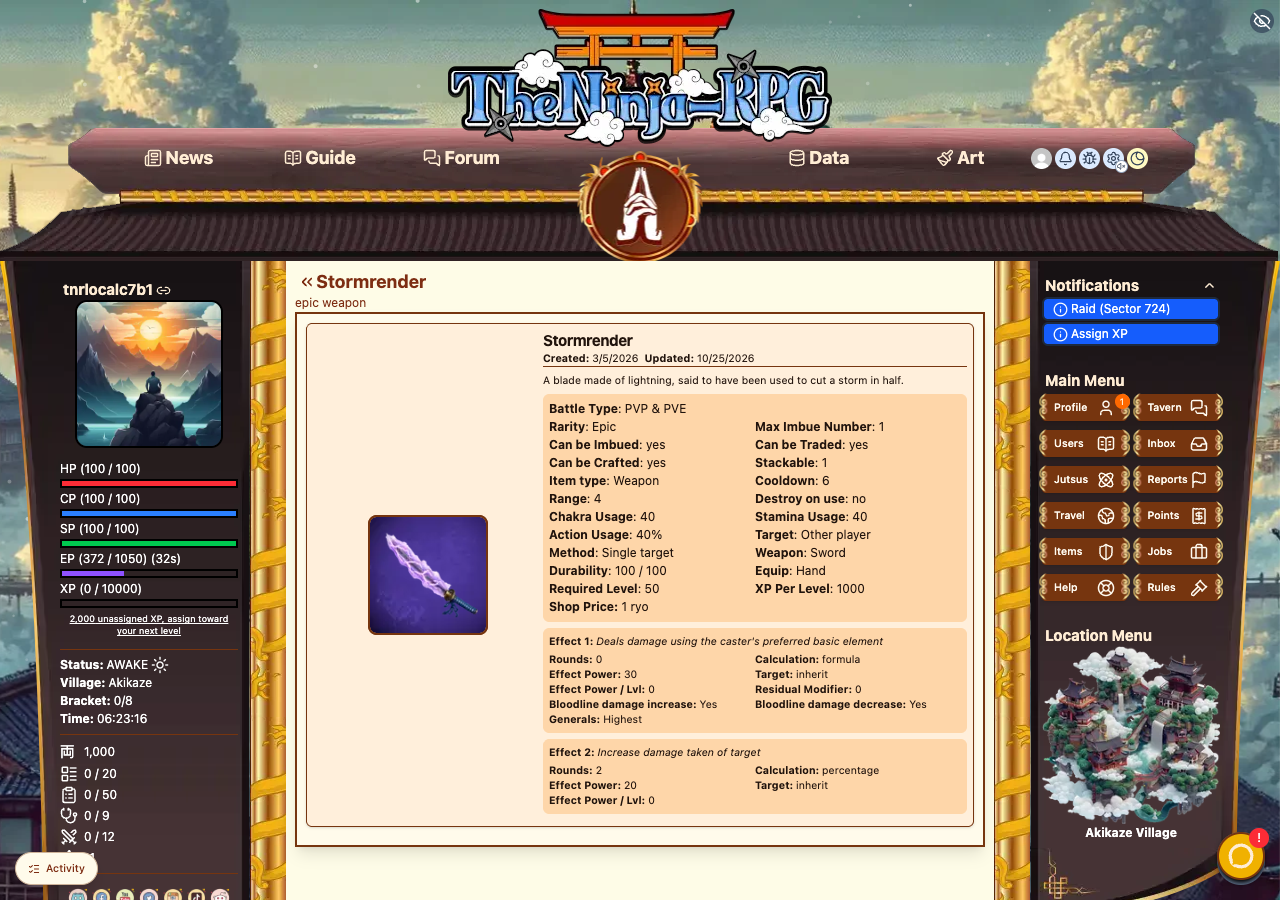 TheNinja-RPG
News
Guide
Forum
Data
Art
tnrlocalc7b1
HP (100 / 100)
CP (100 / 100)
SP (100 / 100)
EP (372 / 1050) (32s)
XP (0 / 10000)
2,000 unassigned XP, assign toward
your next level
Status: AWAKE
Village: Akikaze
Bracket: 0/8
Time: 06:23:16
両 1,000
0 / 20
0 / 50
0 / 9
0 / 12
Activity
« Stormrender
epic weapon
Stormrender
Created: 3/5/2026 Updated: 10/25/2026
A blade made of lightning, said to have been used to cut a storm in half.
Battle Type: PVP & PVE
Rarity: Epic
Max Imbue Number: 1
Can be Imbued: yes
Can be Traded: yes
Can be Crafted: yes
Stackable: 1
Item type: Weapon
Cooldown: 6
Range: 4
Destroy on use: no
Chakra Usage: 40
Stamina Usage: 40
Action Usage: 40%
Target: Other player
Method: Single target
Weapon: Sword
Durability: 100 / 100
Equip: Hand
Required Level: 50
XP Per Level: 1000
Shop Price: 1 ryo
Effect 1: Deals damage using the caster's preferred basic element
Rounds: 0
Calculation: formula
Effect Power: 30
Target: inherit
Effect Power / Lvl: 0
Residual Modifier: 0
Bloodline damage increase: Yes
Bloodline damage decrease: Yes
Generals: Highest
Effect 2: Increase damage taken of target
Rounds: 2
Calculation: percentage
Effect Power: 20
Target: inherit
Effect Power / Lvl: 0
Notifications
Raid (Sector 724)
Assign XP
Main Menu
Profile
1
Tavern
Users
Inbox
Jutsus
Reports
Travel
Points
Items
Jobs
Help
Rules
Location Menu
Akikaze Village
!